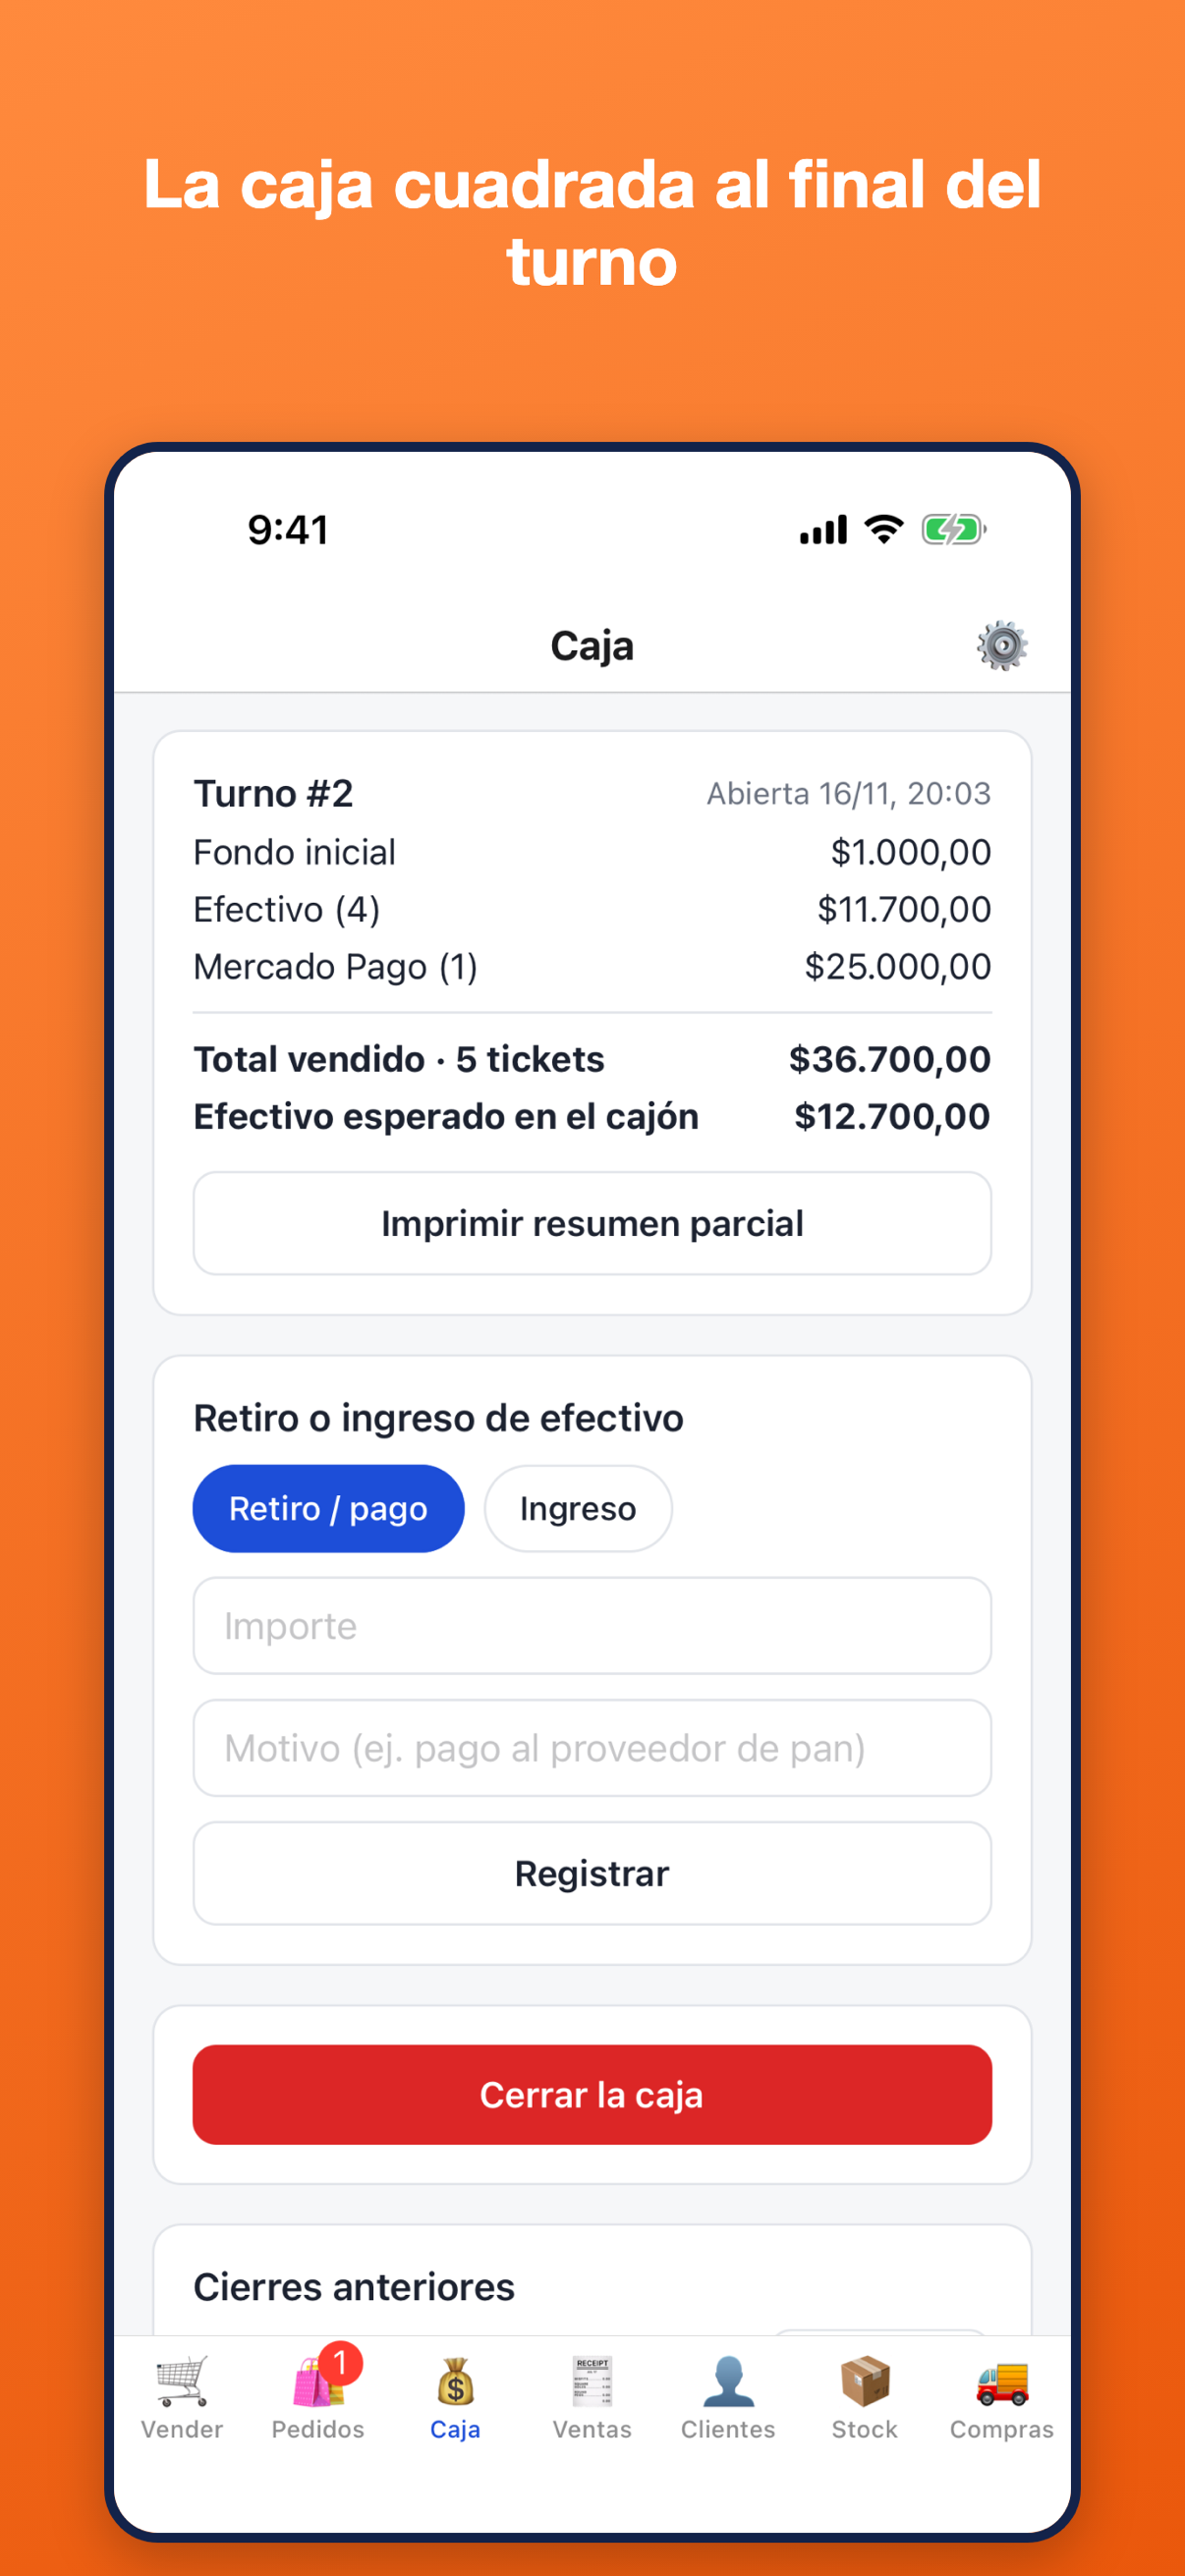 La caja cuadrada al final del
turno
9:41
Caja
Turno #2 Abierta 16/11, 20:03
Fondo inicial $1.000,00
Efectivo (4) $11.700,00
Mercado Pago (1) $25.000,00
Total vendido · 5 tickets $36.700,00
Efectivo esperado en el cajón $12.700,00
Imprimir resumen parcial
Retiro o ingreso de efectivo
Retiro / pago Ingreso
Importe
Motivo (ej. pago al proveedor de pan)
Registrar
Cerrar la caja
Cierres anteriores
1
RECEIPT
Vender Pedidos Caja Ventas Clientes Stock Compras